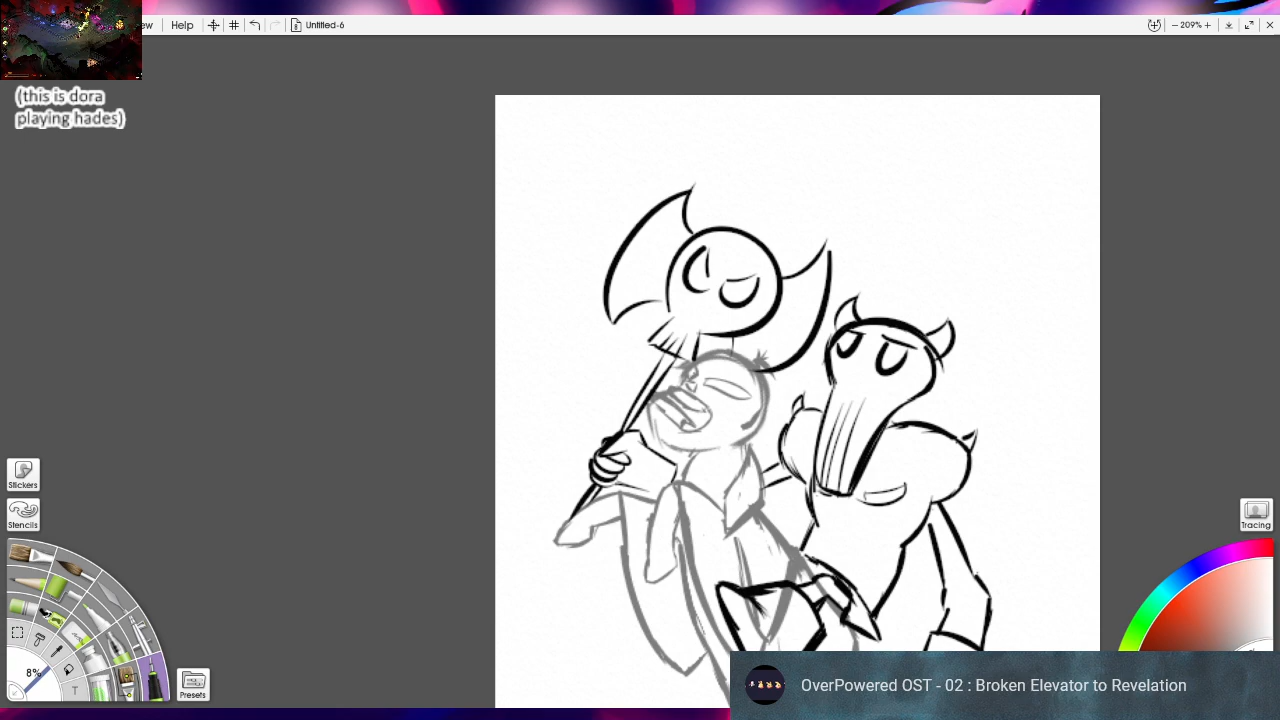 ew Help Untitled-6 209%
(this is dora
playing hades)
Stickers
Stencils
Tracing
8%
T
Presets
OverPowered OST - 02 : Broken Elevator to Revelation